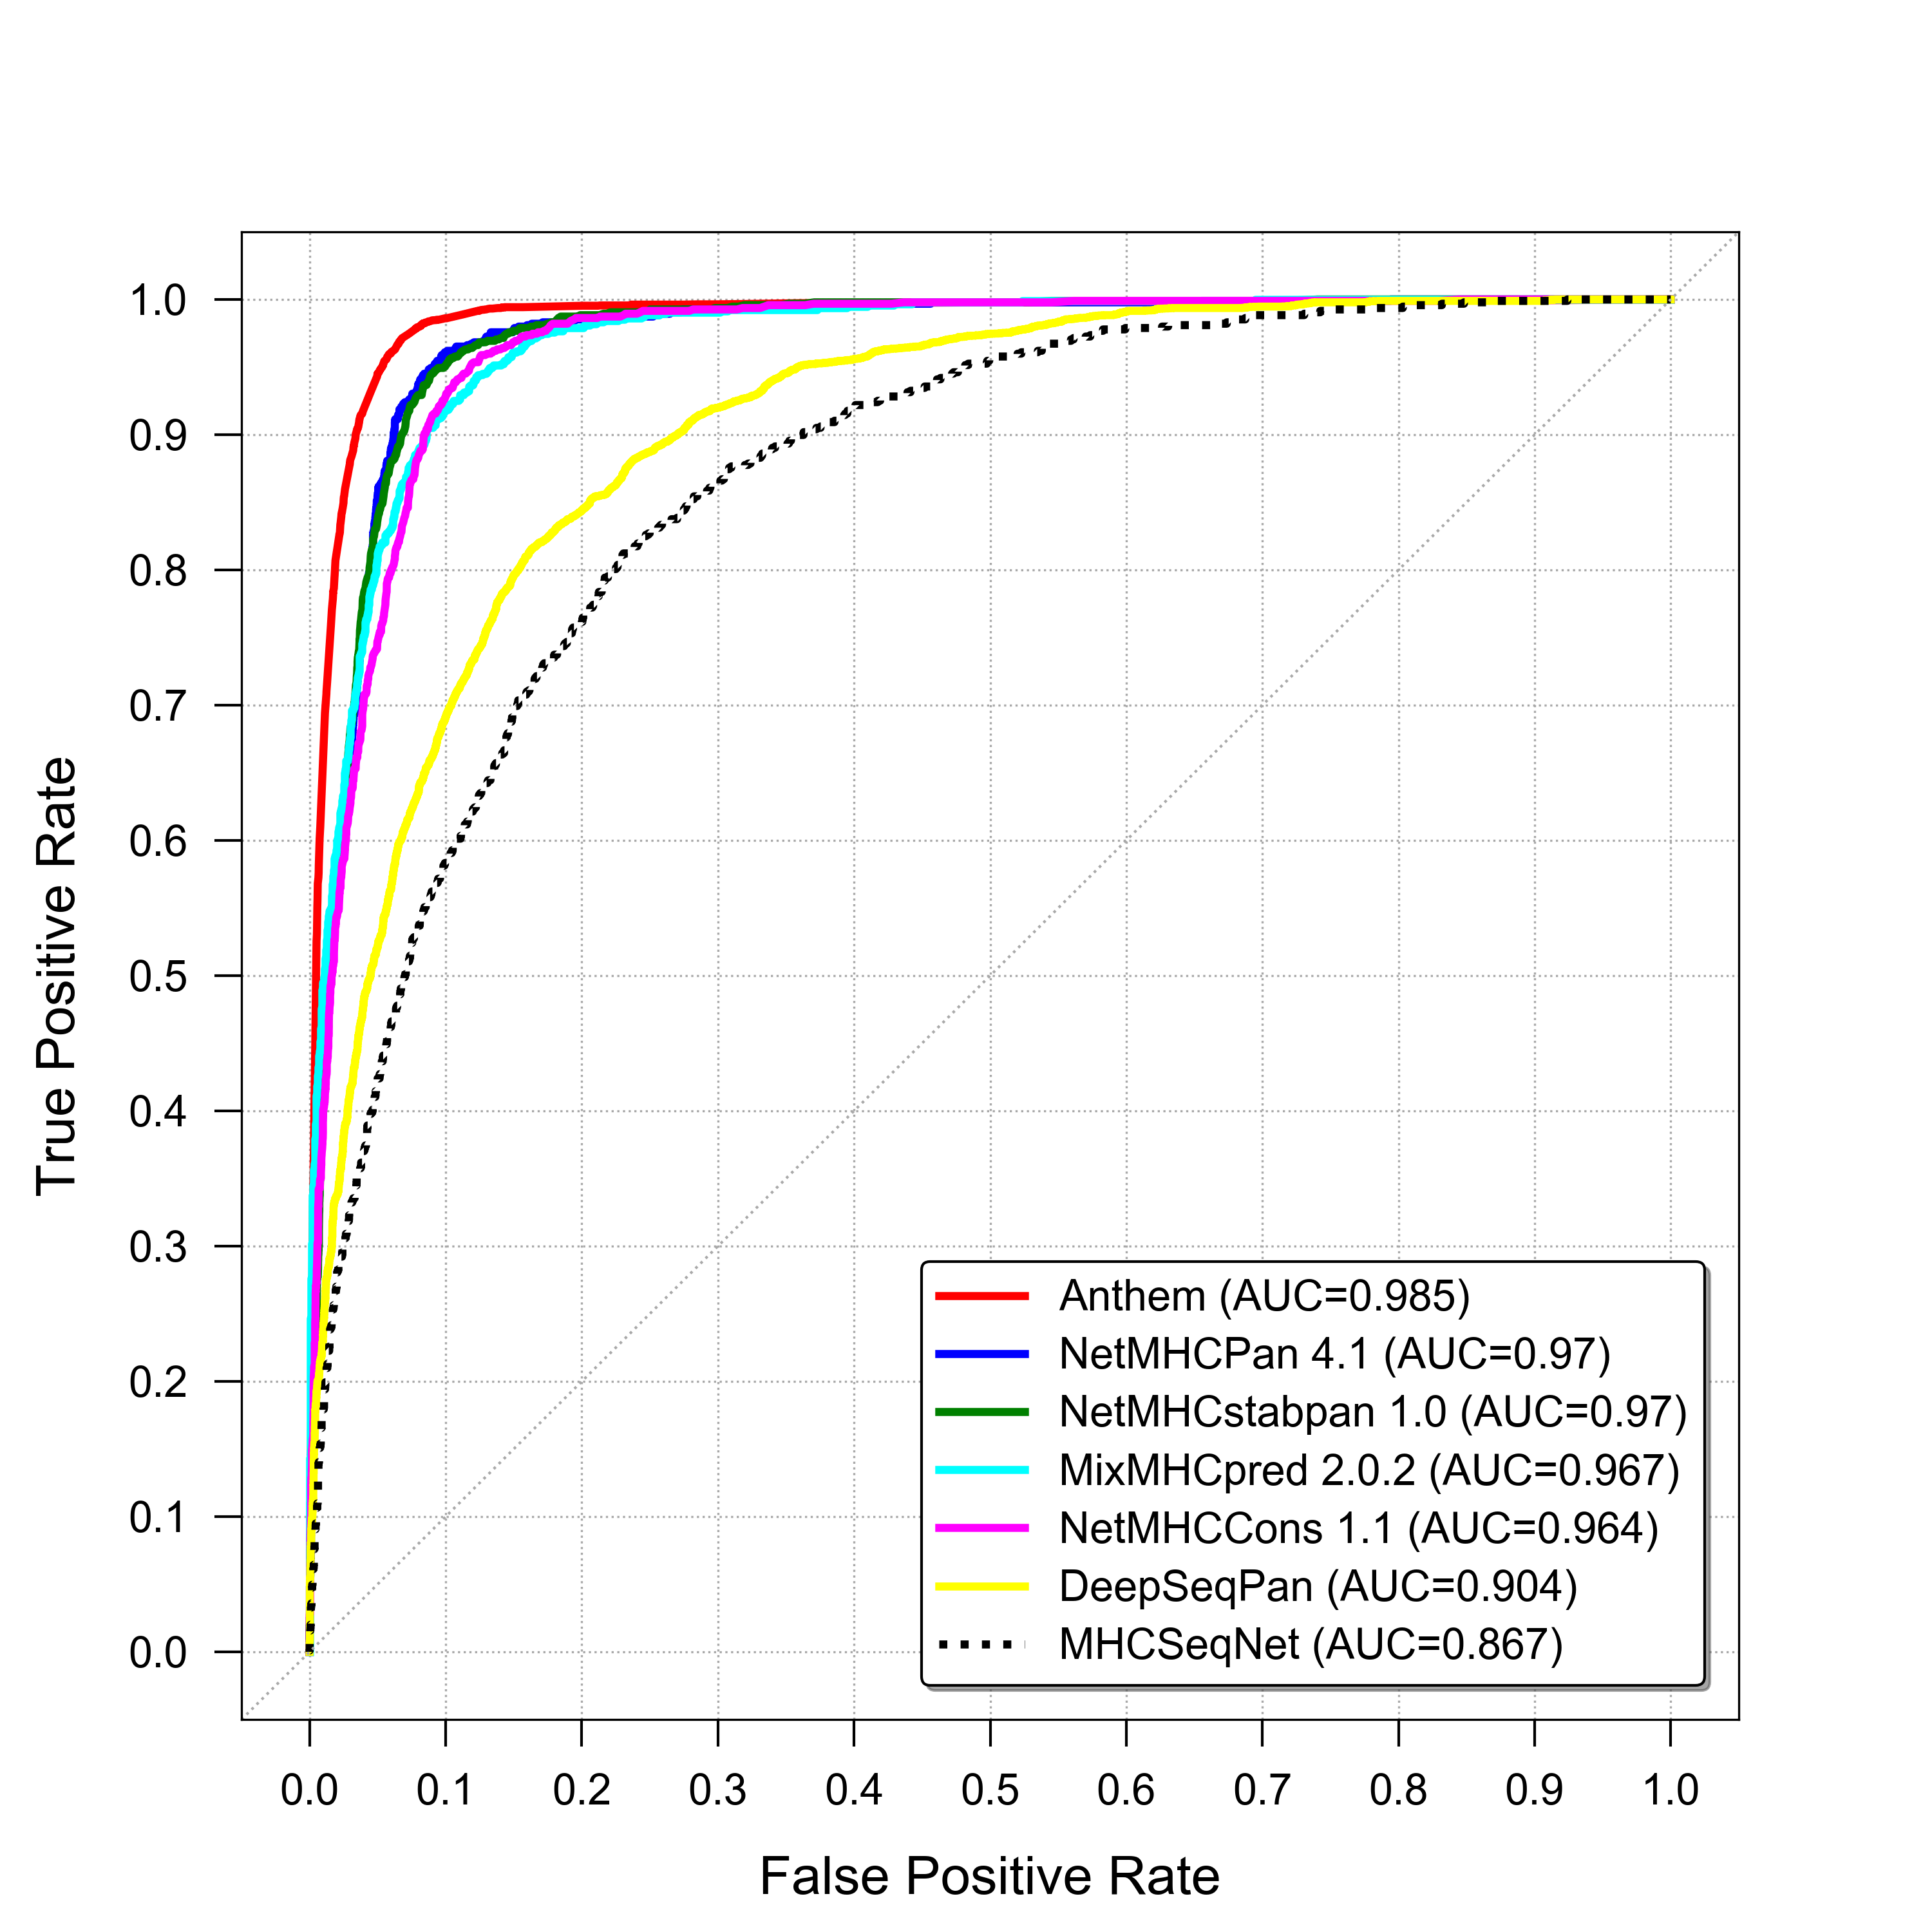 1.0
0.9
0.8
0.7
0.6
0.5
0.4
0.3
0.2
0.1
0.0
True Positive Rate
Anthem (AUC=0.985)
NetMHCPan 4.1 (AUC=0.97)
NetMHCstabpan 1.0 (AUC=0.97)
MixMHCpred 2.0.2 (AUC=0.967)
NetMHCCons 1.1 (AUC=0.964)
DeepSeqPan (AUC=0.904)
MHCSeqNet (AUC=0.867)
0.0 0.1 0.2 0.3 0.4 0.5 0.6 0.7 0.8 0.9 1.0
False Positive Rate